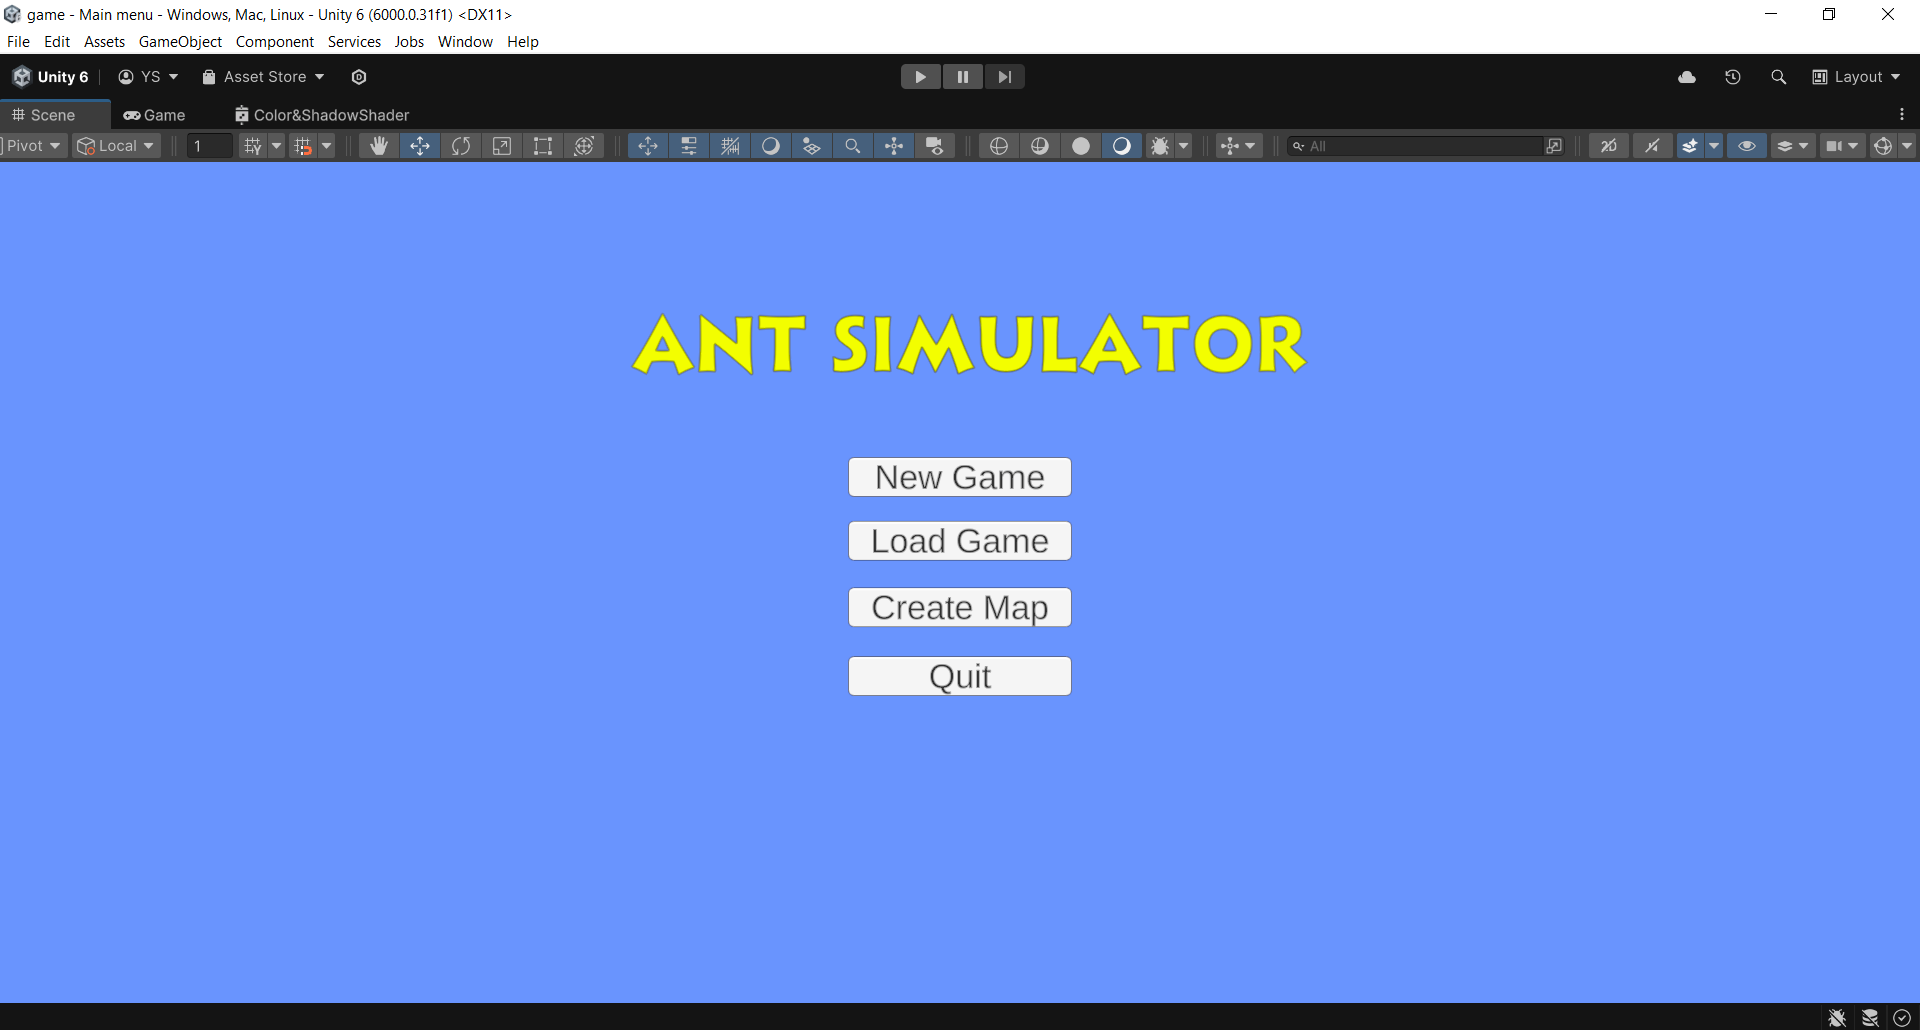 game - Main menu - Windows, Mac, Linux - Unity 6 (6000.0.31f1) <DX11>
File Edit Assets GameObject Component Services Jobs Window Help
Unity 6 YS Asset Store Layout
Scene Game Color&ShadowShader
Pivot Local 1 All 2D
ANT SIMULATOR
New Game
Load Game
Create Map
Quit